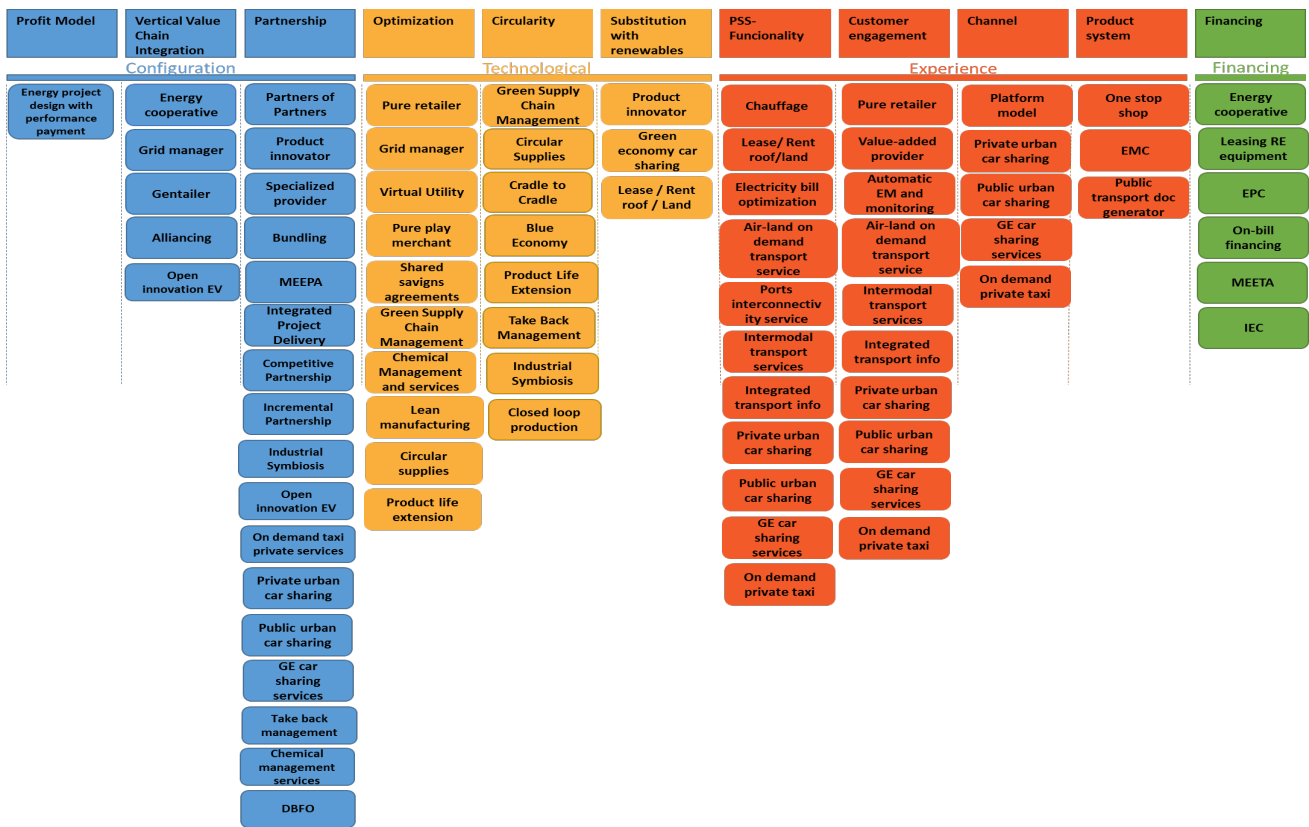 Profit Model
Vertical Value
Chain
Integration
Partnership
Optimization
Circularity
Substitution
with
renewables
PSS-
Funcionality
Customer
engagement
Channel
Product
system
Financing
Configuration
Technological
Experience
Financing
Energy project
design with
performance
payment
Energy
cooperative
Grid manager
Gentailer
Alliancing
Open
innovation EV
Partners of
Partners
Product
innovator
Specialized
provider
Bundling
MEEPA
Integrated
Project
Delivery
Competitive
Partnership
Incremental
Partnership
Industrial
Symbiosis
Open
innovation EV
On demand taxi
private services
Private urban
car sharing
Public urban
car sharing
GE car
sharing
services
Take back
management
Chemical
management
services
DBFO
Pure retailer
Grid manager
Virtual Utility
Pure play
merchant
Shared
savigns
agreements
Green Supply
Chain
Management
Chemical
Management
and services
Lean
manufacturing
Circular
supplies
Product life
extension
Green Supply
Chain
Management
Circular
Supplies
Cradle to
Cradle
Blue
Economy
Product Life
Extension
Take Back
Management
Industrial
Symbiosis
Closed loop
production
Product
innovator
Green
economy car
sharing
Lease / Rent
roof / Land
Chauffage
Lease/ Rent
roof/land
Electricity bill
optimization
Air-land on
demand
transport
service
Ports
interconnectiv
ity service
Intermodal
transport
services
Integrated
transport info
Private urban
car sharing
Public urban
car sharing
GE car
sharing
services
On demand
private taxi
Pure retailer
Value-added
provider
Automatic
EM and
monitoring
Air-land on
demand
transport
service
Intermodal
transport
services
Integrated
transport info
Private urban
car sharing
Public urban
car sharing
GE car
sharing
services
On demand
private taxi
Platform
model
Private urban
car sharing
Public urban
car sharing
GE car
sharing
services
On demand
private taxi
One stop
shop
EMC
Public
transport doc
generator
Energy
cooperative
Leasing RE
equipment
EPC
On-bill
financing
MEETA
IEC